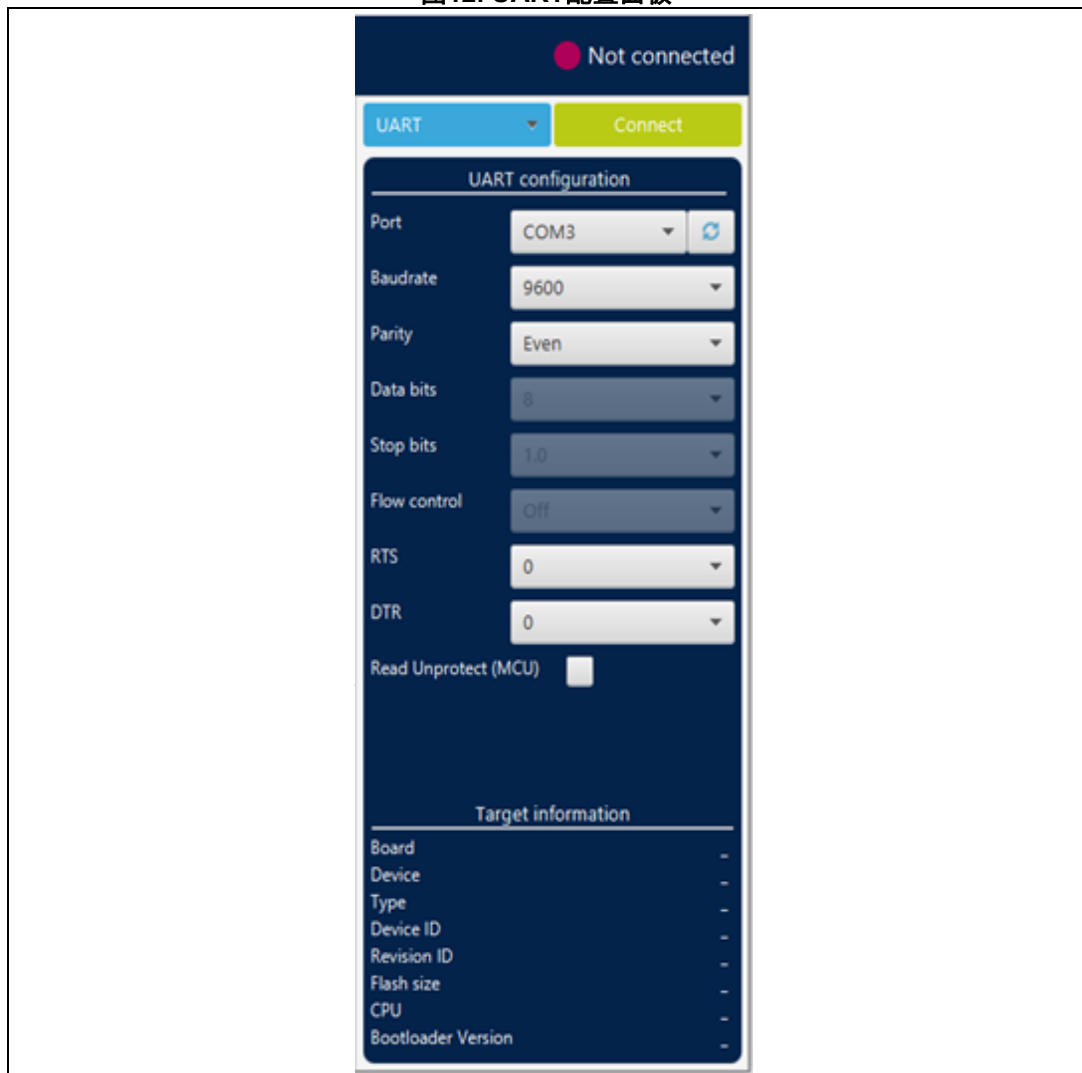 Not connected
UART Connect
UART configuration
Port COM3
Baudrate 9600
Parity Even
Data bits 8
Stop bits 1.0
Flow control Off
RTS 0
DTR 0
Read Unprotect (MCU)
Target information
Board -
Device -
Type -
Device ID -
Revision ID -
Flash size -
CPU -
Bootloader Version -